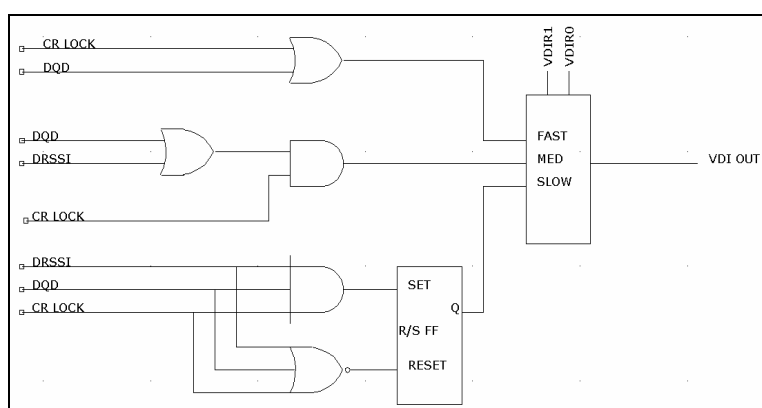 CR LOCK
DQD
VDIR1
VDIR0
DQD
DRSSI
CR LOCK
FAST
MED
SLOW
VDI OUT
DRSSI
DQD
CR LOCK
SET
Q
R/S FF
RESET